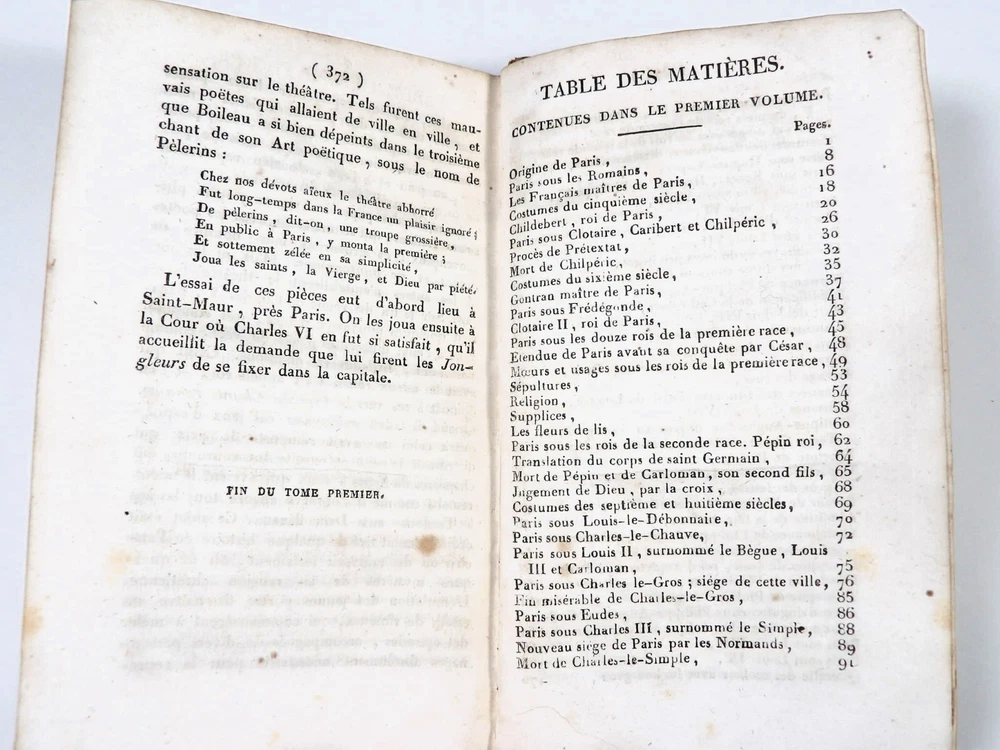 ( 372 )
sensation sur le théâtre. Tels furent ces mau-
vais poëtes qui allaient de ville en ville, et
que Boileau a si bien dépeints dans le troisième
chant de son Art poëtique, sous le nom de
Pèlerins :
Chez nos dévots aïeux le théâtre abhorré
Fut long-temps dans la France un plaisir ignoré ;
De pèlerins, dit-on, une troupe grossière,
En public à Paris, y monta la première ;
Et sottement zélée en sa simplicité,
Joua les saints, la Vierge, et Dieu par piété.
L'essai de ces pièces eut d'abord lieu à
Saint-Maur, près Paris. On les joua ensuite à
la Cour où Charles VI en fut si satisfait, qu'il
accueillit la demande que lui firent les Jon-
gleurs de se fixer dans la capitale.
FIN DU TOME PREMIER.
TABLE DES MATIÈRES.
CONTENUES DANS LE PREMIER VOLUME.
Pages.
Origine de Paris, 1
Paris sous les Romains, 8
Les Français maîtres de Paris, 16
Costumes du cinquième siècle, 18
Childebert, roi de Paris, 20
Paris sous Clotaire, Caribert et Chilpéric, 26
Procès de Prétextat, 30
Mort de Chilpéric, 32
Costumes du sixième siècle, 35
Gontran maître de Paris, 37
Paris sous Frédégonde, 41
Clotaire II, roi de Paris, 43
Paris sous les douze rois de la première race, 45
Etendue de Paris avant sa conquête par César, 48
Mœurs et usages sous les rois de la première race, 49
Sépultures, 53
Religion, 54
Supplices, 58
Les fleurs de lis, 60
Paris sous les rois de la seconde race. Pépin roi, 62
Translation du corps de saint Germain, 64
Mort de Pépin et de Carloman, son second fils, 65
Jugement de Dieu, par la croix, 68
Costumes des septième et huitième siècles, 69
Paris sous Louis-le-Débonnaire, 70
Paris sous Charles-le-Chauve, 72
Paris sous Louis II, surnommé le Bègue, Louis
III et Carloman, 75
Paris sous Charles le-Gros ; siége de cette ville, 76
Fin misérable de Charles-le-Gros, 85
Paris sous Eudes, 86
Paris sous Charles III, surnommé le Simple, 88
Nouveau siege de Paris par les Normands, 89
Mort de Charles-le-Simple, 91